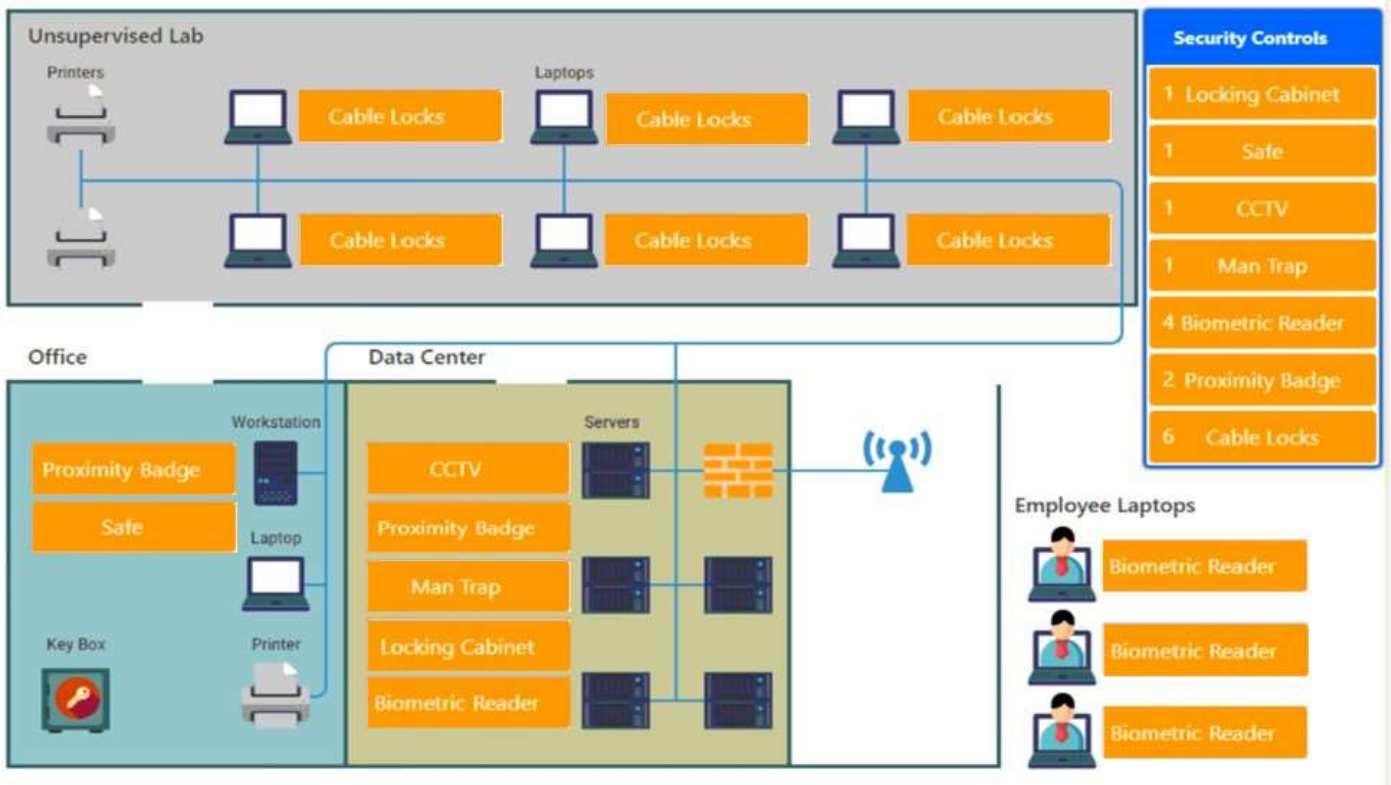 Unsupervised Lab
Security Controls
Printers
Laptops
1 Locking Cabinet
Cable Locks
Cable Locks
Cable Locks
1 Safe
1 CCTV
Cable Locks
Cable Locks
Cable Locks
1 Man Trap
4 Biometric Reader
2 Proximity Badge
6 Cable Locks
Office
Data Center
Workstation
Servers
Proximity Badge
CCTV
Safe
Proximity Badge
Laptop
Man Trap
Key Box
Printer
Locking Cabinet
Biometric Reader
Employee Laptops
Biometric Reader
Biometric Reader
Biometric Reader